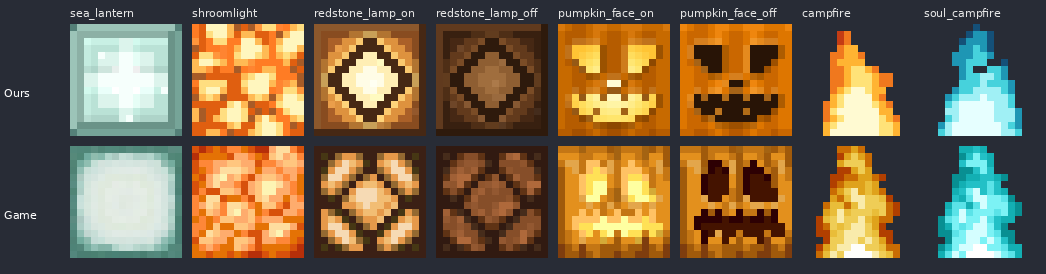 sea_lantern shroomlight redstone_lamp_on redstone_lamp_off pumpkin_face_on pumpkin_face_off campfire soul_campfire
Ours
Game